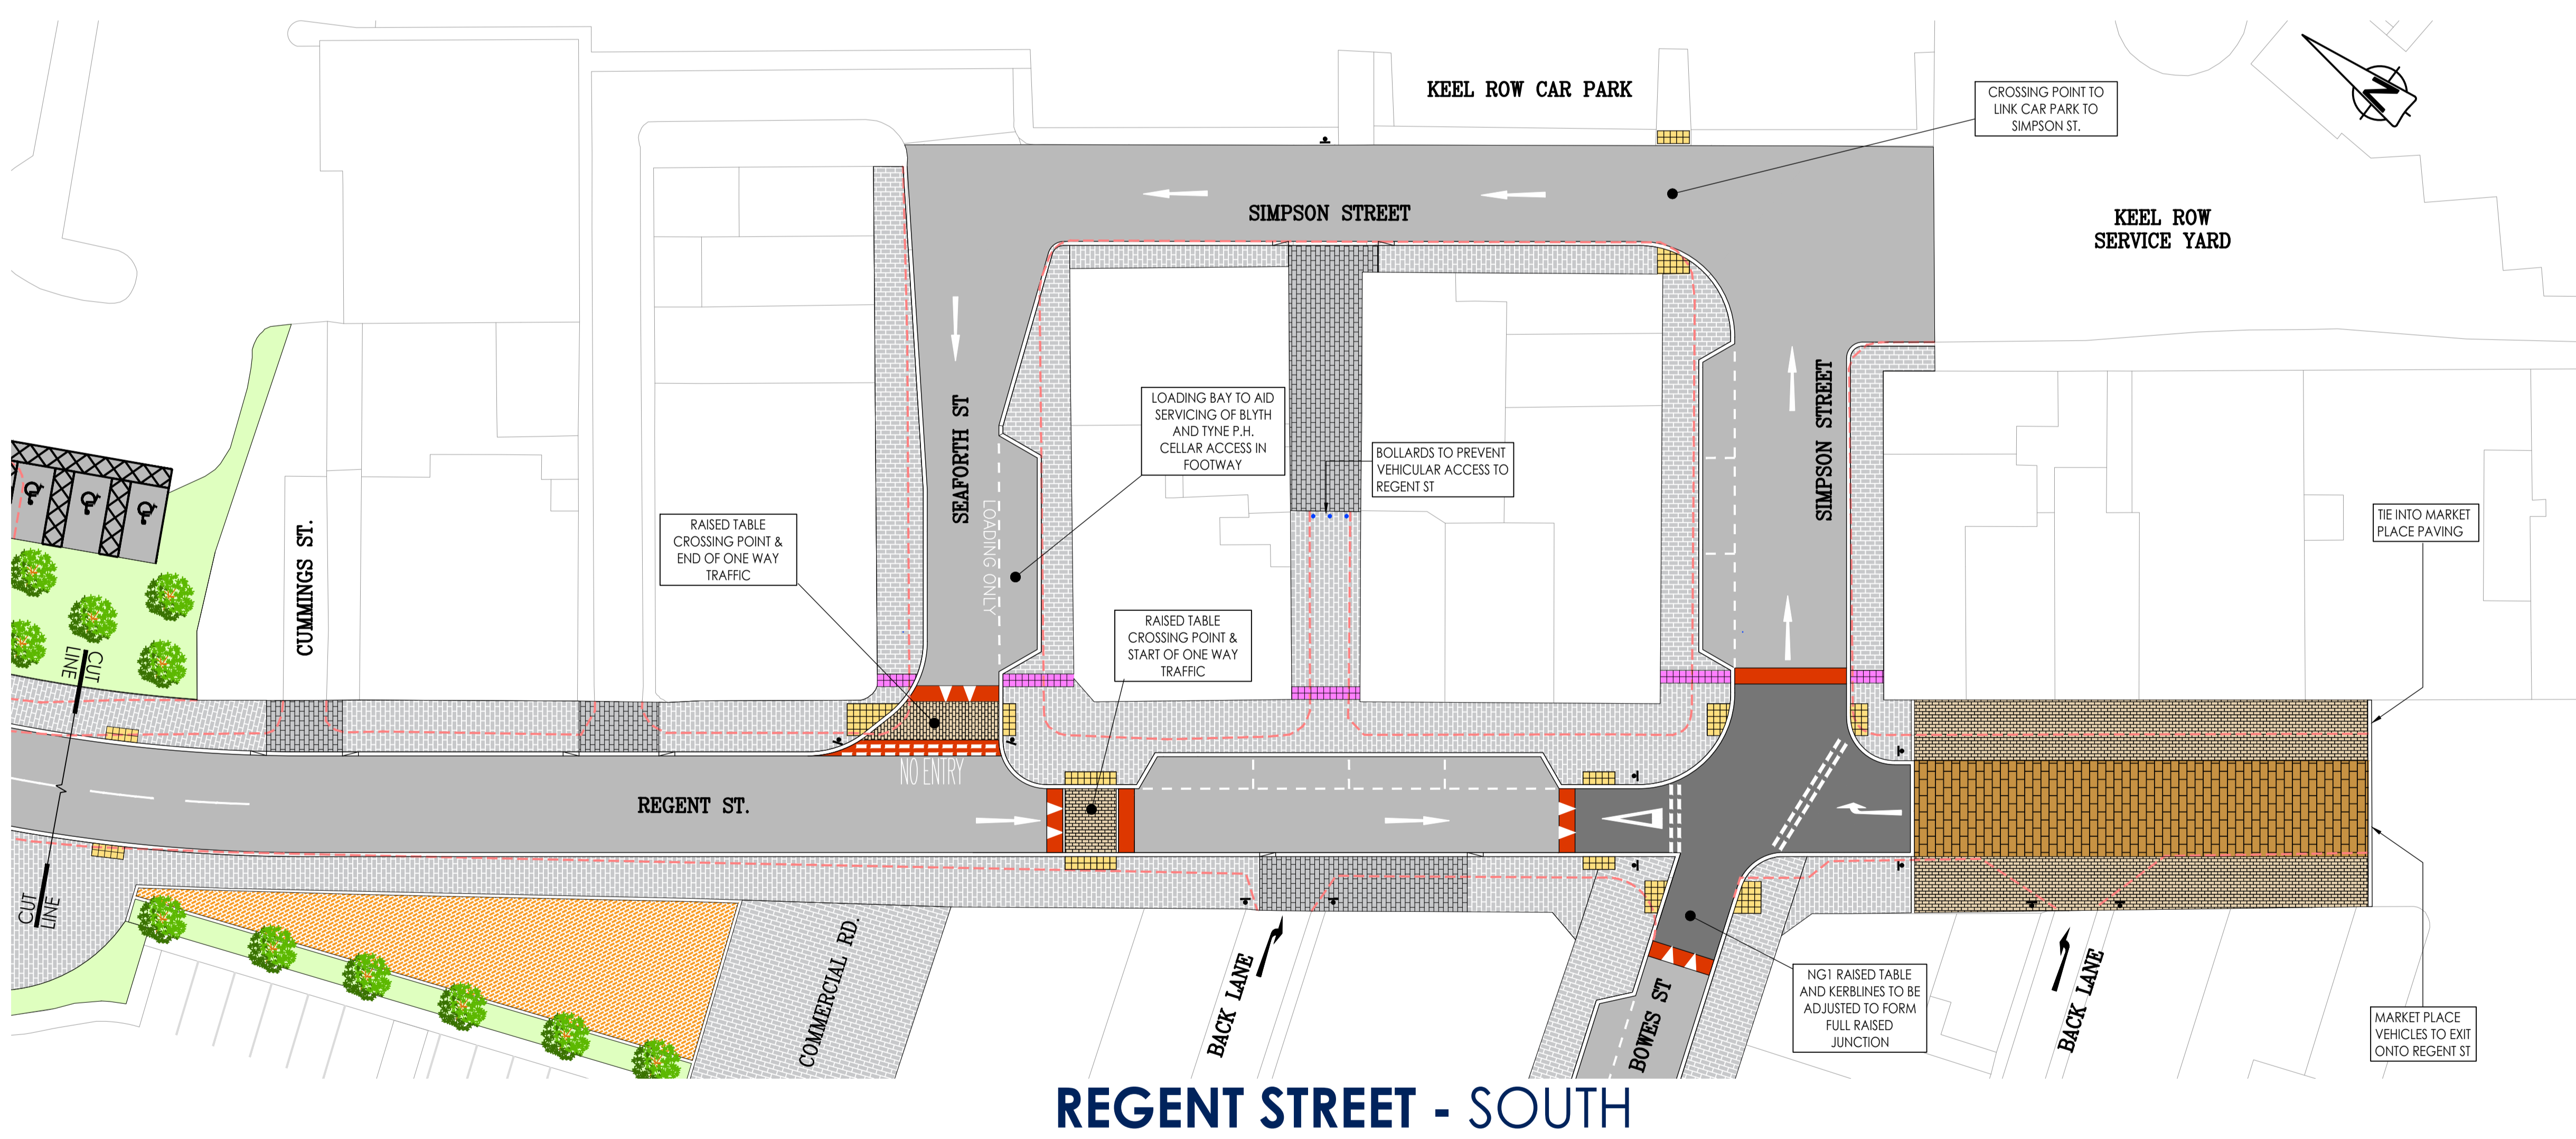 KEEL ROW CAR PARK
CROSSING POINT TO
LINK CAR PARK TO
SIMPSON ST.
N
SIMPSON STREET
KEEL ROW
SERVICE YARD
SEAFORTH ST
LOADING ONLY
LOADING BAY TO AID
SERVICING OF BLYTH
AND TYNE P.H.
CELLAR ACCESS IN
FOOTWAY
BOLLARDS TO PREVENT
VEHICULAR ACCESS TO
REGENT ST
SIMPSON STREET
CUMMINGS ST.
RAISED TABLE
CROSSING POINT &
END OF ONE WAY
TRAFFIC
RAISED TABLE
CROSSING POINT &
START OF ONE WAY
TRAFFIC
TIE INTO MARKET
PLACE PAVING
CUT
LINE
NO ENTRY
REGENT ST.
CUT
LINE
COMMERCIAL RD.
BACK LANE
BOWES ST
NG1 RAISED TABLE
AND KERBLINES TO BE
ADJUSTED TO FORM
FULL RAISED
JUNCTION
BACK LANE
MARKET PLACE
VEHICLES TO EXIT
ONTO REGENT ST
REGENT STREET - SOUTH